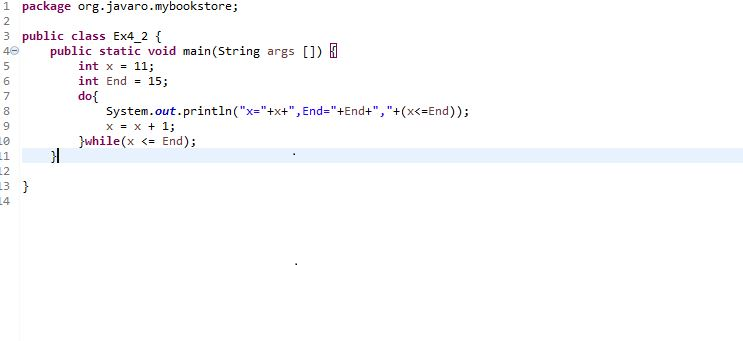 1 package org.javaro.mybookstore;
2
3 public class Ex4_2 {
4 public static void main(String args []) {
5 int x = 11;
6 int End = 15;
7 do{
8 System.out.println("x="+x+",End="+End+","+(x<=End));
9 x = x + 1;
10 }while(x <= End);
11 }
12
13 }
14